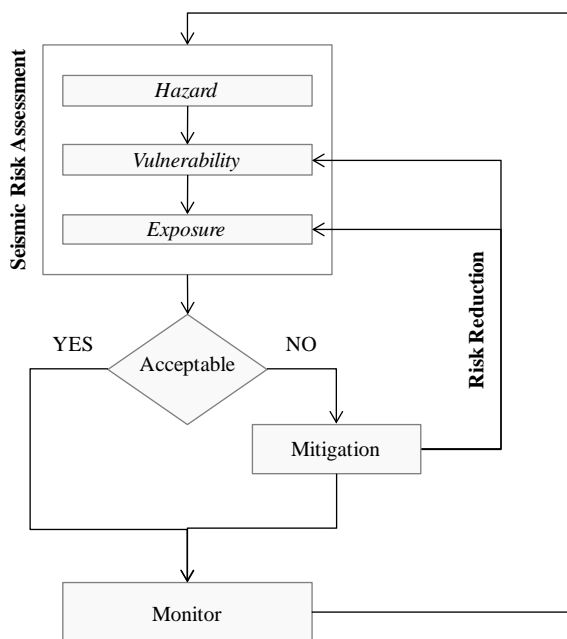 Seismic Risk Assessment
Hazard
Vulnerability
Exposure
Risk Reduction
YES
Acceptable
NO
Mitigation
Monitor